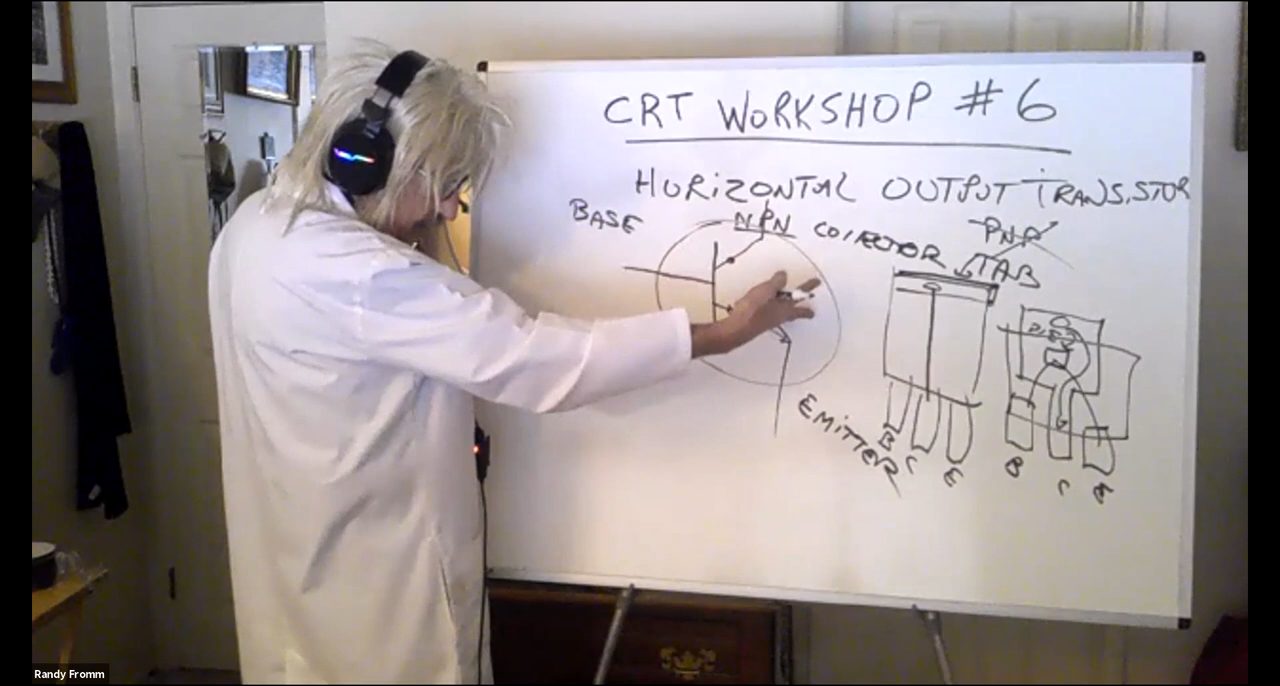 CRT WORKSHOP #6
HORIZONTAL OUTPUT TRANSISTOR
BASE
NPN
COLLECTOR
PNP
TAB
EMITTER
B
C
E
B
C
E
Randy Fromm